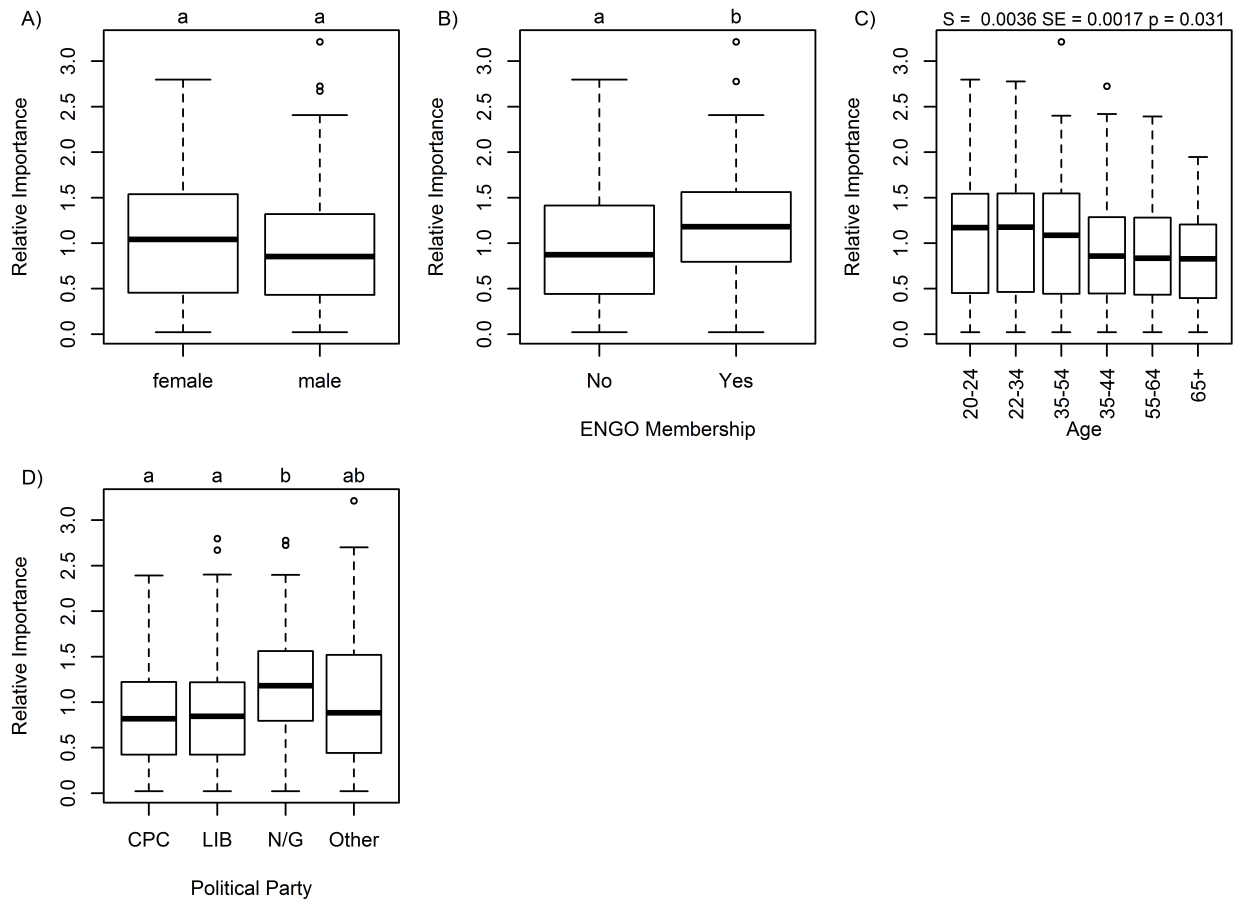 A)
a a
Relative Importance
3.0
2.5
2.0
1.5
1.0
0.5
0.0
female male
B)
a b
Relative Importance
3.0
2.5
2.0
1.5
1.0
0.5
0.0
No Yes
ENGO Membership
C)
S = 0.0036 SE = 0.0017 p = 0.031
Relative Importance
3.0
2.5
2.0
1.5
1.0
0.5
0.0
20-24 22-34 35-54 35-44 55-64 65+
Age
D)
a a b ab
Relative Importance
3.0
2.5
2.0
1.5
1.0
0.5
0.0
CPC LIB N/G Other
Political Party